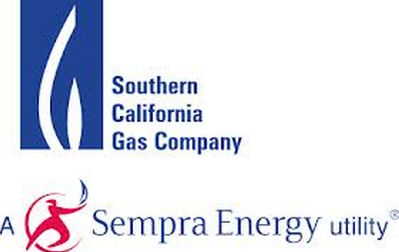 Southern
California
Gas Company
A Sempra Energy utility®